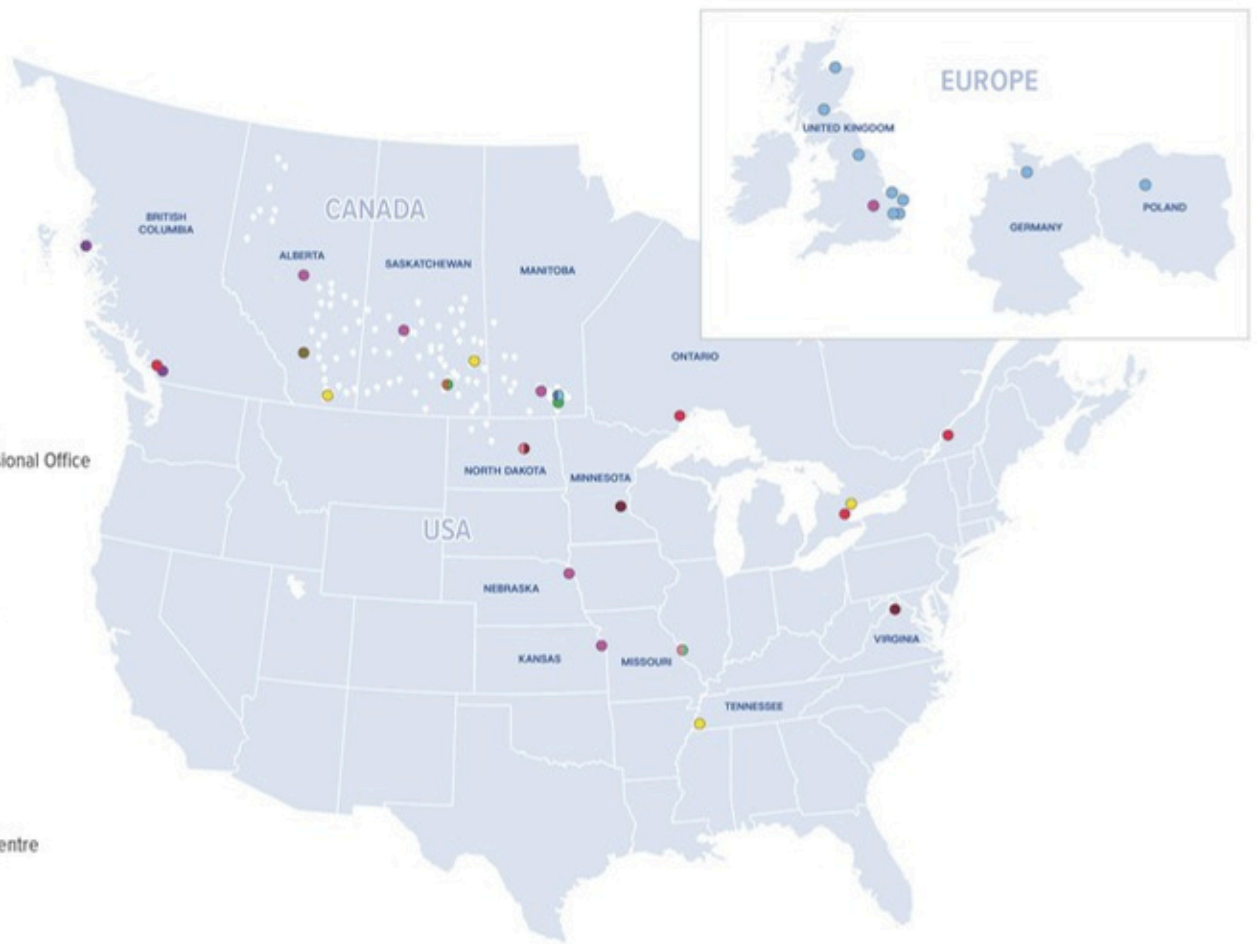 EUROPE
UNITED KINGDOM
GERMANY
POLAND
CANADA
BRITISH
COLUMBIA
ALBERTA
SASKATCHEWAN
MANITOBA
ONTARIO
ional Office
NORTH DAKOTA
MINNESOTA
USA
NEBRASKA
KANSAS
MISSOURI
VIRGINIA
TENNESSEE
entre